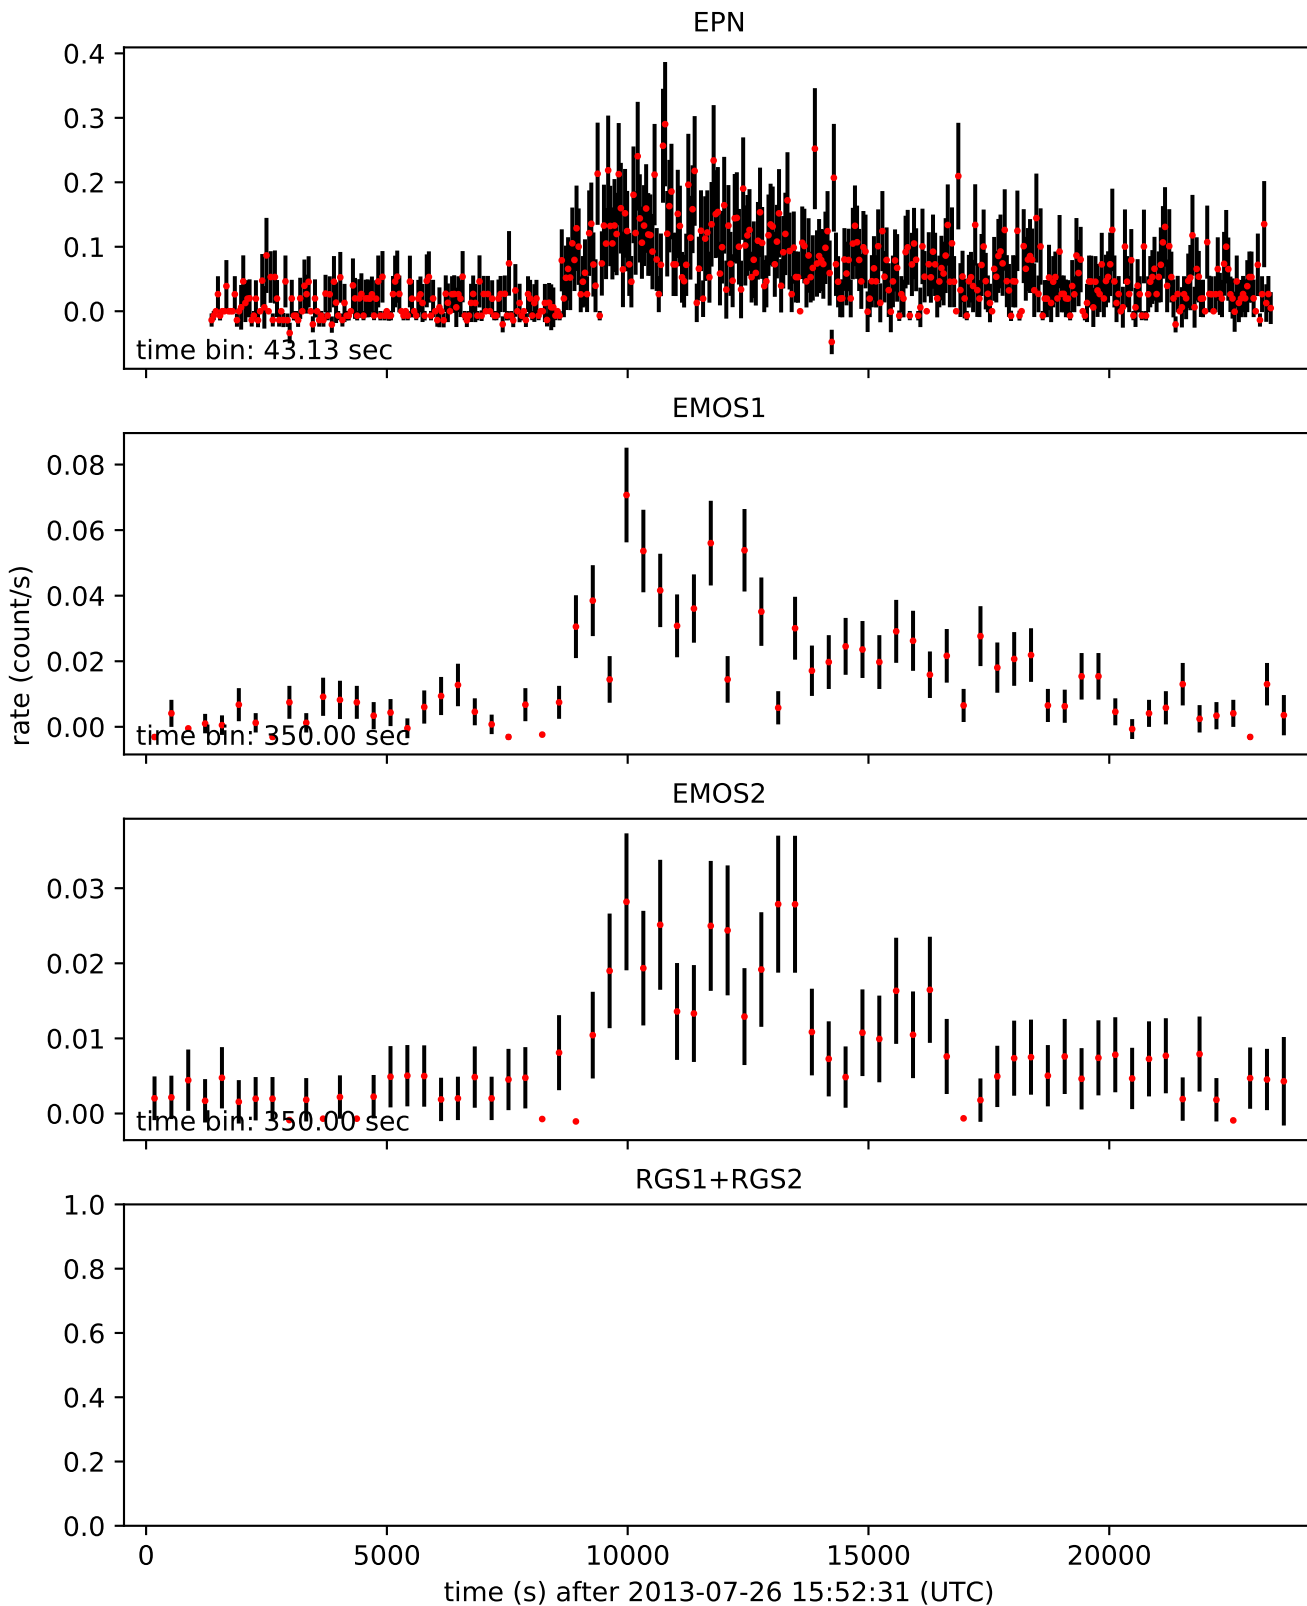 EPN
0.4
0.3
0.2
0.1
0.0
time bin: 43.13 sec
EMOS1
0.08
0.06
0.04
0.02
0.00
time bin: 350.00 sec
rate (count/s)
EMOS2
0.03
0.02
0.01
0.00
time bin: 350.00 sec
RGS1+RGS2
1.0
0.8
0.6
0.4
0.2
0.0
0 5000 10000 15000 20000
time (s) after 2013-07-26 15:52:31 (UTC)